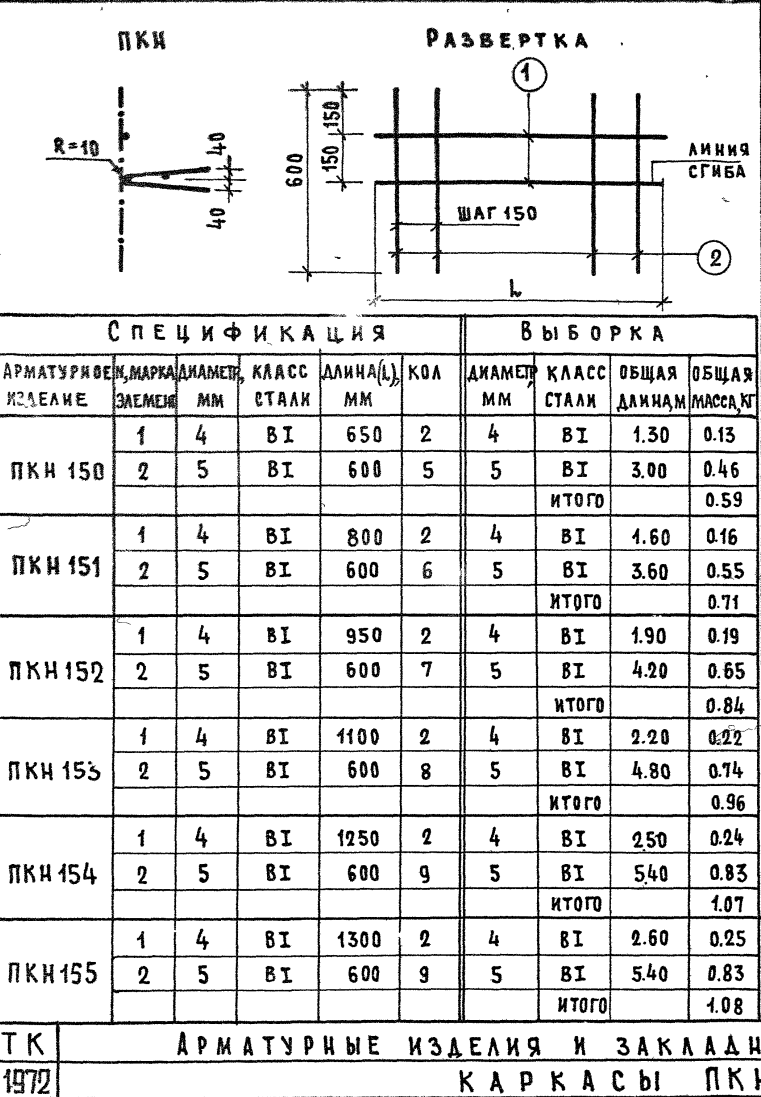 ПКН
РАЗВЕРТКА
1
R=10
40
40
600
150
150
ЛИНИЯ
СГИБА
ШАГ 150
2
L
СПЕЦИФИКАЦИЯ ВЫБОРКА
АРМАТУРНОЕ ИЗДЕЛИЕ N, МАРКА ЭЛЕМЕН ДИАМЕТР, ММ КЛАСС СТАЛИ ДЛИНА(L), ММ КОЛ ДИАМЕТР, ММ КЛАСС СТАЛИ ОБЩАЯ ДЛИНА,М ОБЩАЯ МАССА,КГ
ПКН 150
1 4 ВI 650 2 4 ВI 1.30 0.13
2 5 ВI 600 5 5 ВI 3.00 0.46
ИТОГО 0.59
ПКН 151
1 4 ВI 800 2 4 ВI 1.60 0.16
2 5 ВI 600 6 5 ВI 3.60 0.55
ИТОГО 0.71
ПКН 152
1 4 ВI 950 2 4 ВI 1.90 0.19
2 5 ВI 600 7 5 ВI 4.20 0.65
ИТОГО 0.84
ПКН 153
1 4 ВI 1100 2 4 ВI 2.20 0.22
2 5 ВI 600 8 5 ВI 4.80 0.74
ИТОГО 0.96
ПКН 154
1 4 ВI 1250 2 4 ВI 2.50 0.24
2 5 ВI 600 9 5 ВI 5.40 0.83
ИТОГО 1.07
ПКН 155
1 4 ВI 1300 2 4 ВI 2.60 0.25
2 5 ВI 600 9 5 ВI 5.40 0.83
ИТОГО 1.08
ТК АРМАТУРНЫЕ ИЗДЕЛИЯ И ЗАКЛАДН
1972 КАРКАСЫ ПКН